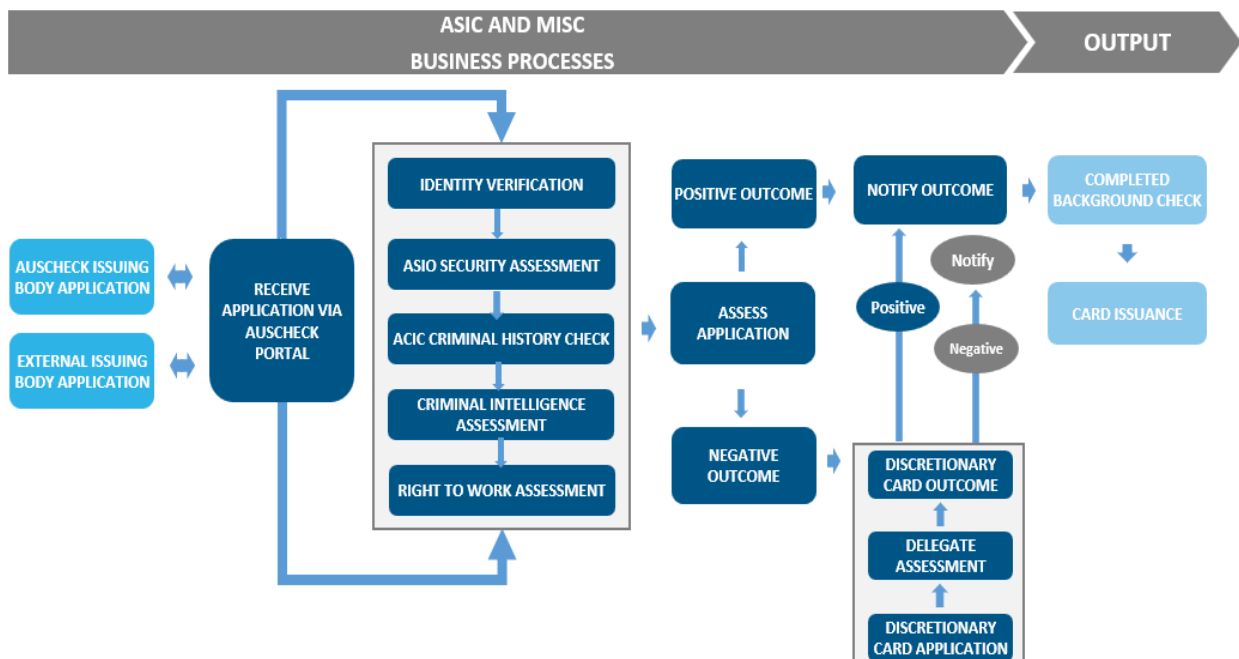 ASIC AND MISC
BUSINESS PROCESSES
OUTPUT
AUSCHECK ISSUING
BODY APPLICATION
EXTERNAL ISSUING
BODY APPLICATION
RECEIVE
APPLICATION VIA
AUSCHECK
PORTAL
IDENTITY VERIFICATION
ASIO SECURITY ASSESSMENT
ACIC CRIMINAL HISTORY CHECK
CRIMINAL INTELLIGENCE
ASSESSMENT
RIGHT TO WORK ASSESSMENT
POSITIVE OUTCOME
ASSESS
APPLICATION
NEGATIVE
OUTCOME
NOTIFY OUTCOME
Positive
Notify
Negative
DISCRETIONARY
CARD OUTCOME
DELEGATE
ASSESSMENT
DISCRETIONARY
CARD APPLICATION
COMPLETED
BACKGROUND CHECK
CARD ISSUANCE